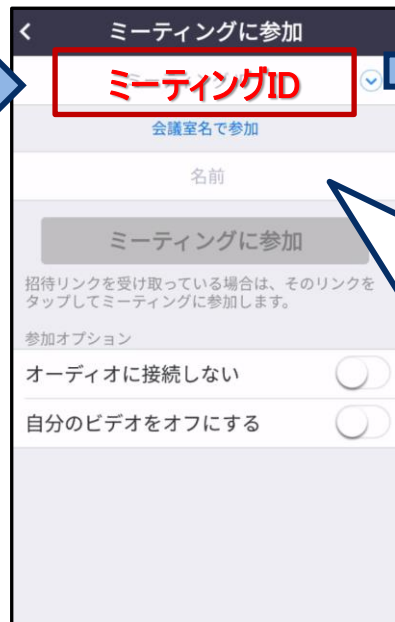 ミーティングに参加
ミーティングID
会議室名で参加
名前
ミーティングに参加
招待リンクを受け取っている場合は、そのリンクを
タップしてミーティングに参加します。
参加オプション
オーディオに接続しない
自分のビデオをオフにする